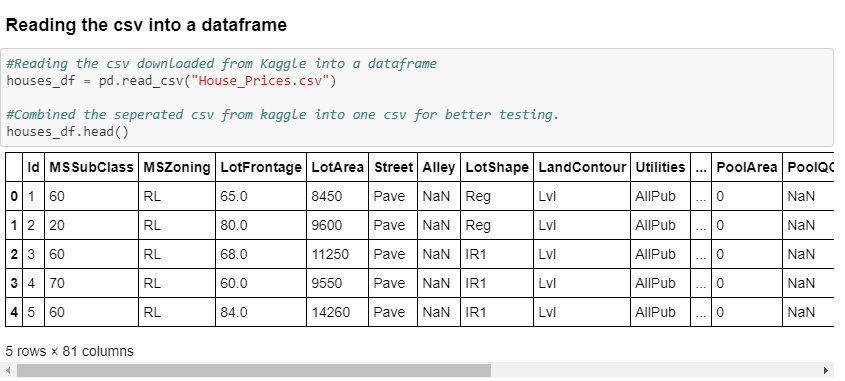 Reading the csv into a dataframe
#Reading the csv downloaded from Kaggle into a dataframe
houses_df = pd.read_csv("House_Prices.csv")
#Combined the seperated csv from kaggle into one csv for better testing.
houses_df.head()
Id MSSubClass MSZoning LotFrontage LotArea Street Alley LotShape LandContour Utilities ... PoolArea PoolQC
0 1 60 RL 65.0 8450 Pave NaN Reg Lvl AllPub ... 0 NaN
1 2 20 RL 80.0 9600 Pave NaN Reg Lvl AllPub ... 0 NaN
2 3 60 RL 68.0 11250 Pave NaN IR1 Lvl AllPub ... 0 NaN
3 4 70 RL 60.0 9550 Pave NaN IR1 Lvl AllPub ... 0 NaN
4 5 60 RL 84.0 14260 Pave NaN IR1 Lvl AllPub ... 0 NaN
5 rows × 81 columns